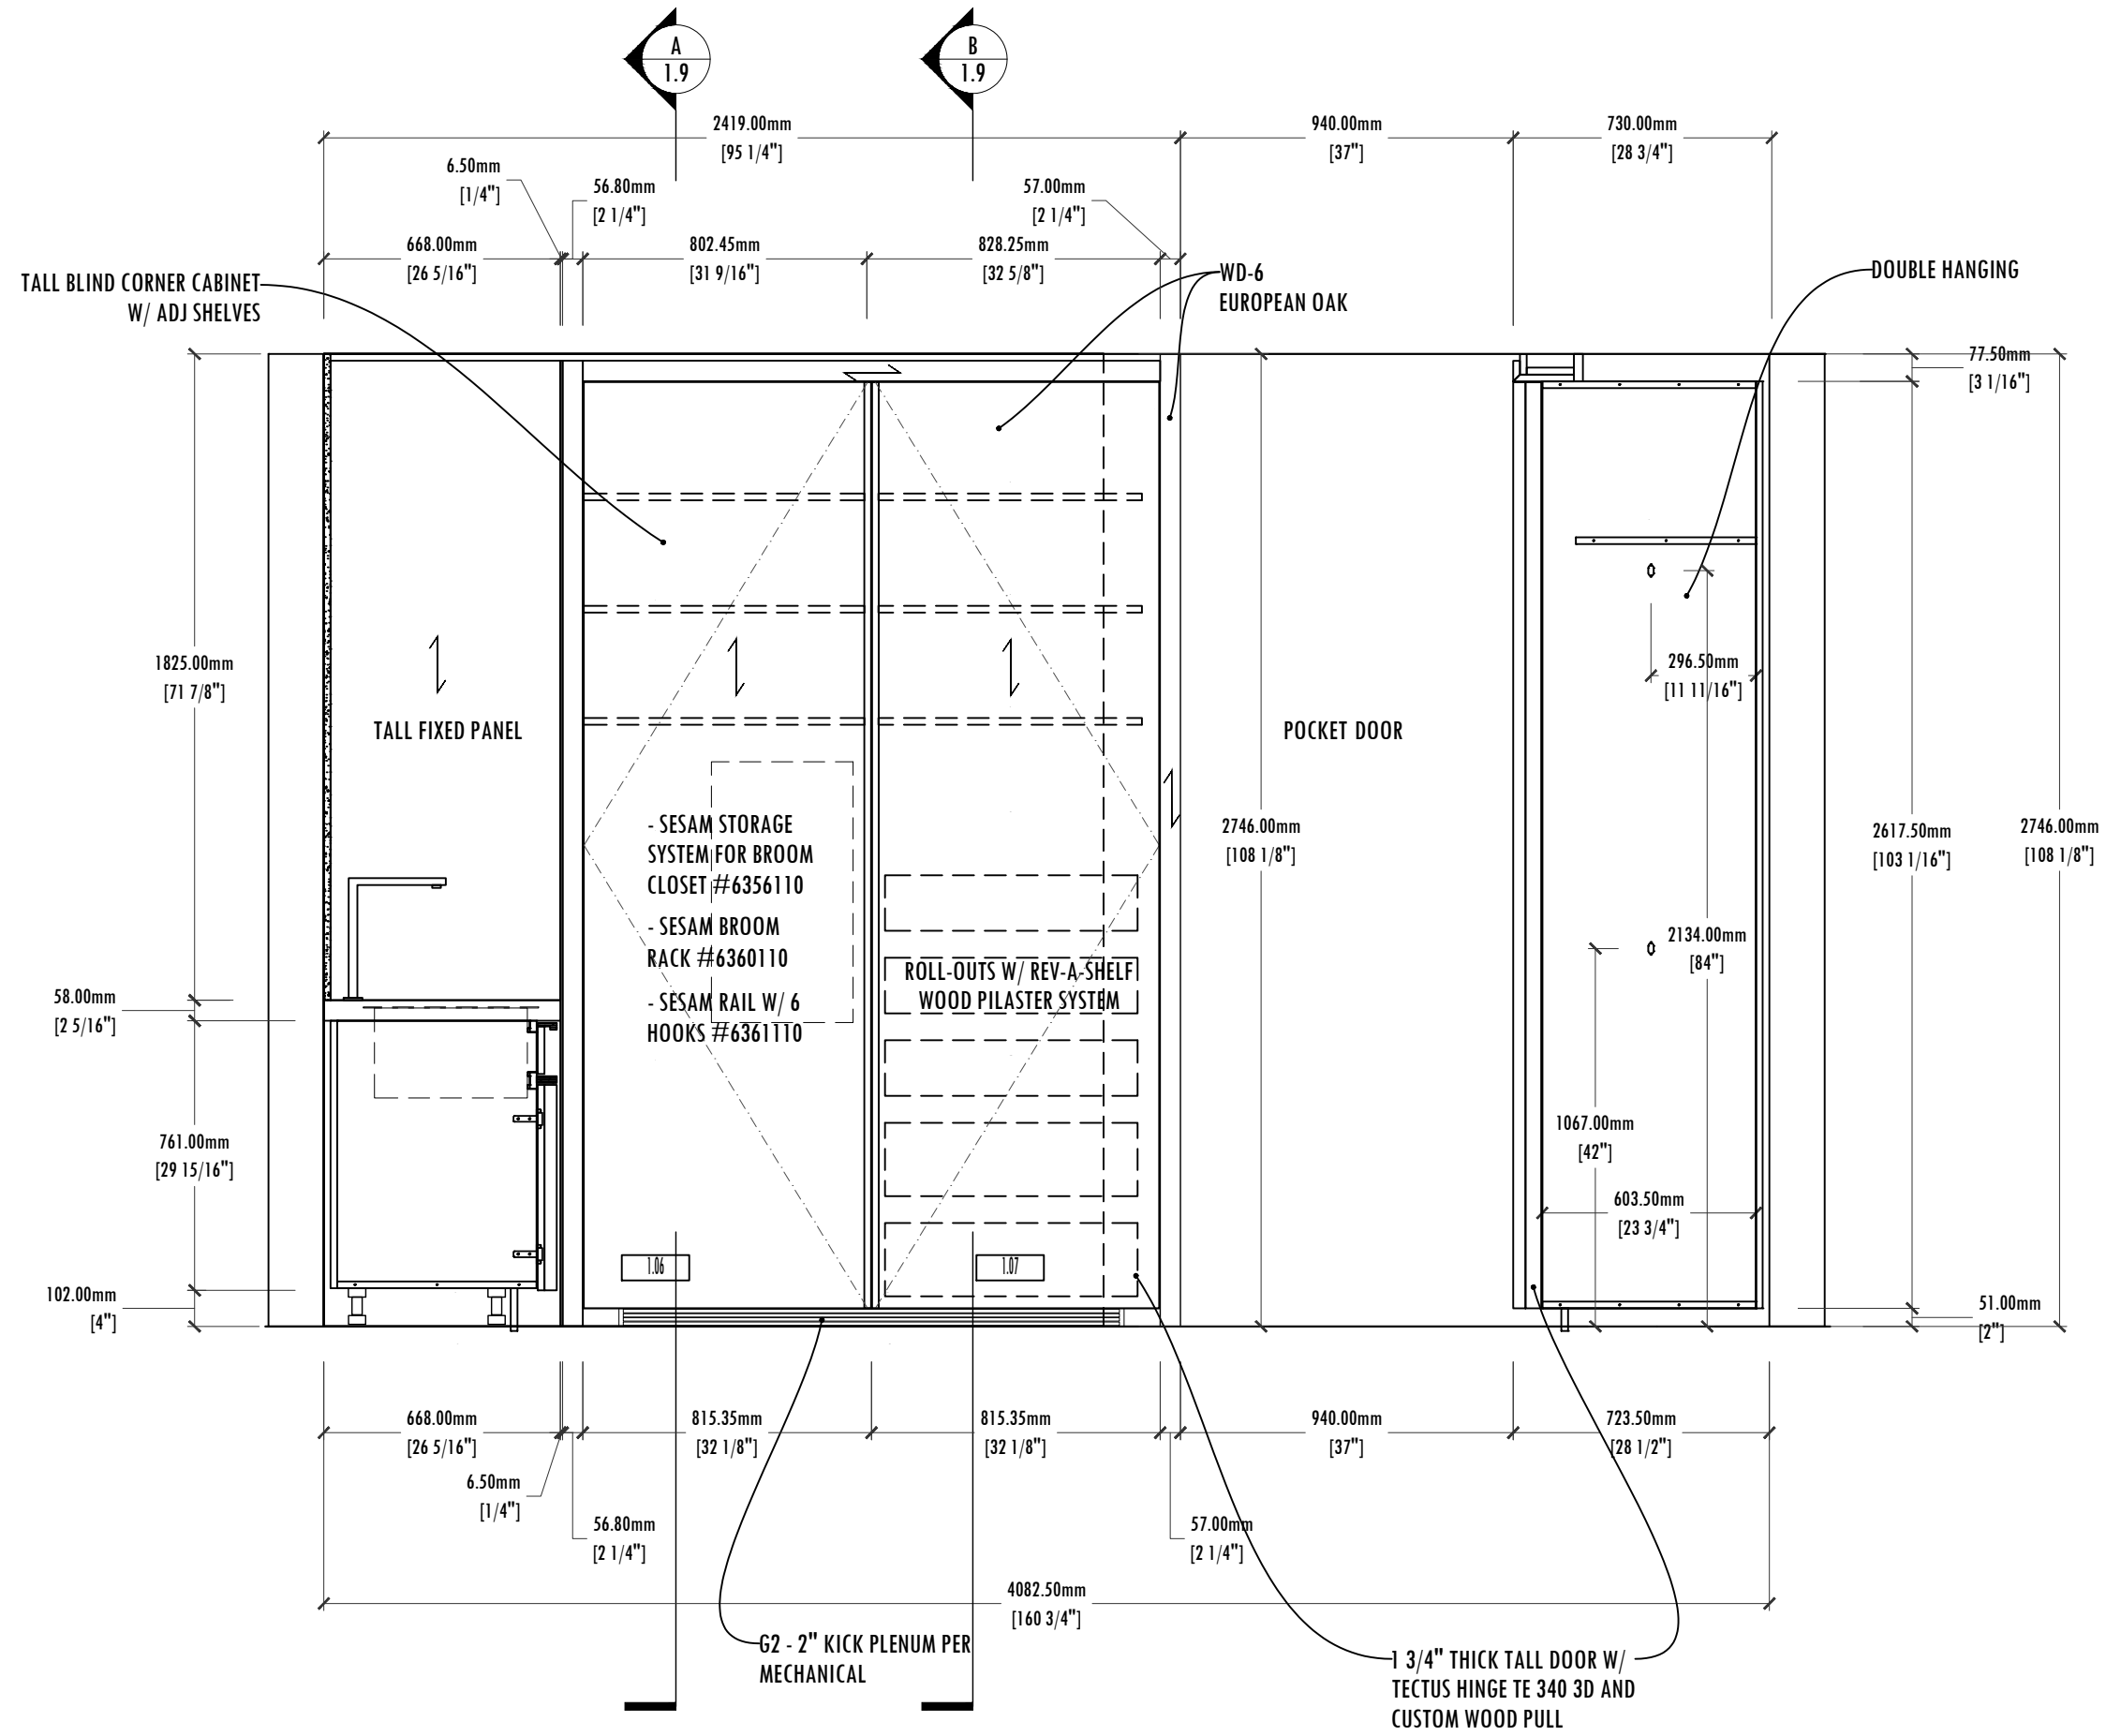 A
1.9
B
1.9
2419.00mm
[95 1/4"]
940.00mm
[37"]
730.00mm
[28 3/4"]
6.50mm
[1/4"]
56.80mm
[2 1/4"]
57.00mm
[2 1/4"]
668.00mm
[26 5/16"]
802.45mm
[31 9/16"]
828.25mm
[32 5/8"]
TALL BLIND CORNER CABINET
W/ ADJ SHELVES
WD-6
EUROPEAN OAK
DOUBLE HANGING
77.50mm
[3 1/16"]
1825.00mm
[71 7/8"]
296.50mm
[11 11/16"]
TALL FIXED PANEL
POCKET DOOR
- SESAM STORAGE
SYSTEM FOR BROOM
CLOSET #6356110
- SESAM BROOM
RACK #6360110
- SESAM RAIL W/ 6
HOOKS #6361110
ROLL-OUTS W/ REV-A-SHELF
WOOD PILASTER SYSTEM
2746.00mm
[108 1/8"]
2617.50mm
[103 1/16"]
2746.00mm
[108 1/8"]
2134.00mm
[84"]
58.00mm
[2 5/16"]
761.00mm
[29 15/16"]
1067.00mm
[42"]
603.50mm
[23 3/4"]
1.06
1.07
102.00mm
[4"]
51.00mm
[2"]
668.00mm
[26 5/16"]
815.35mm
[32 1/8"]
815.35mm
[32 1/8"]
940.00mm
[37"]
723.50mm
[28 1/2"]
6.50mm
[1/4"]
56.80mm
[2 1/4"]
57.00mm
[2 1/4"]
4082.50mm
[160 3/4"]
G2 - 2" KICK PLENUM PER
MECHANICAL
1 3/4" THICK TALL DOOR W/
TECTUS HINGE TE 340 3D AND
CUSTOM WOOD PULL